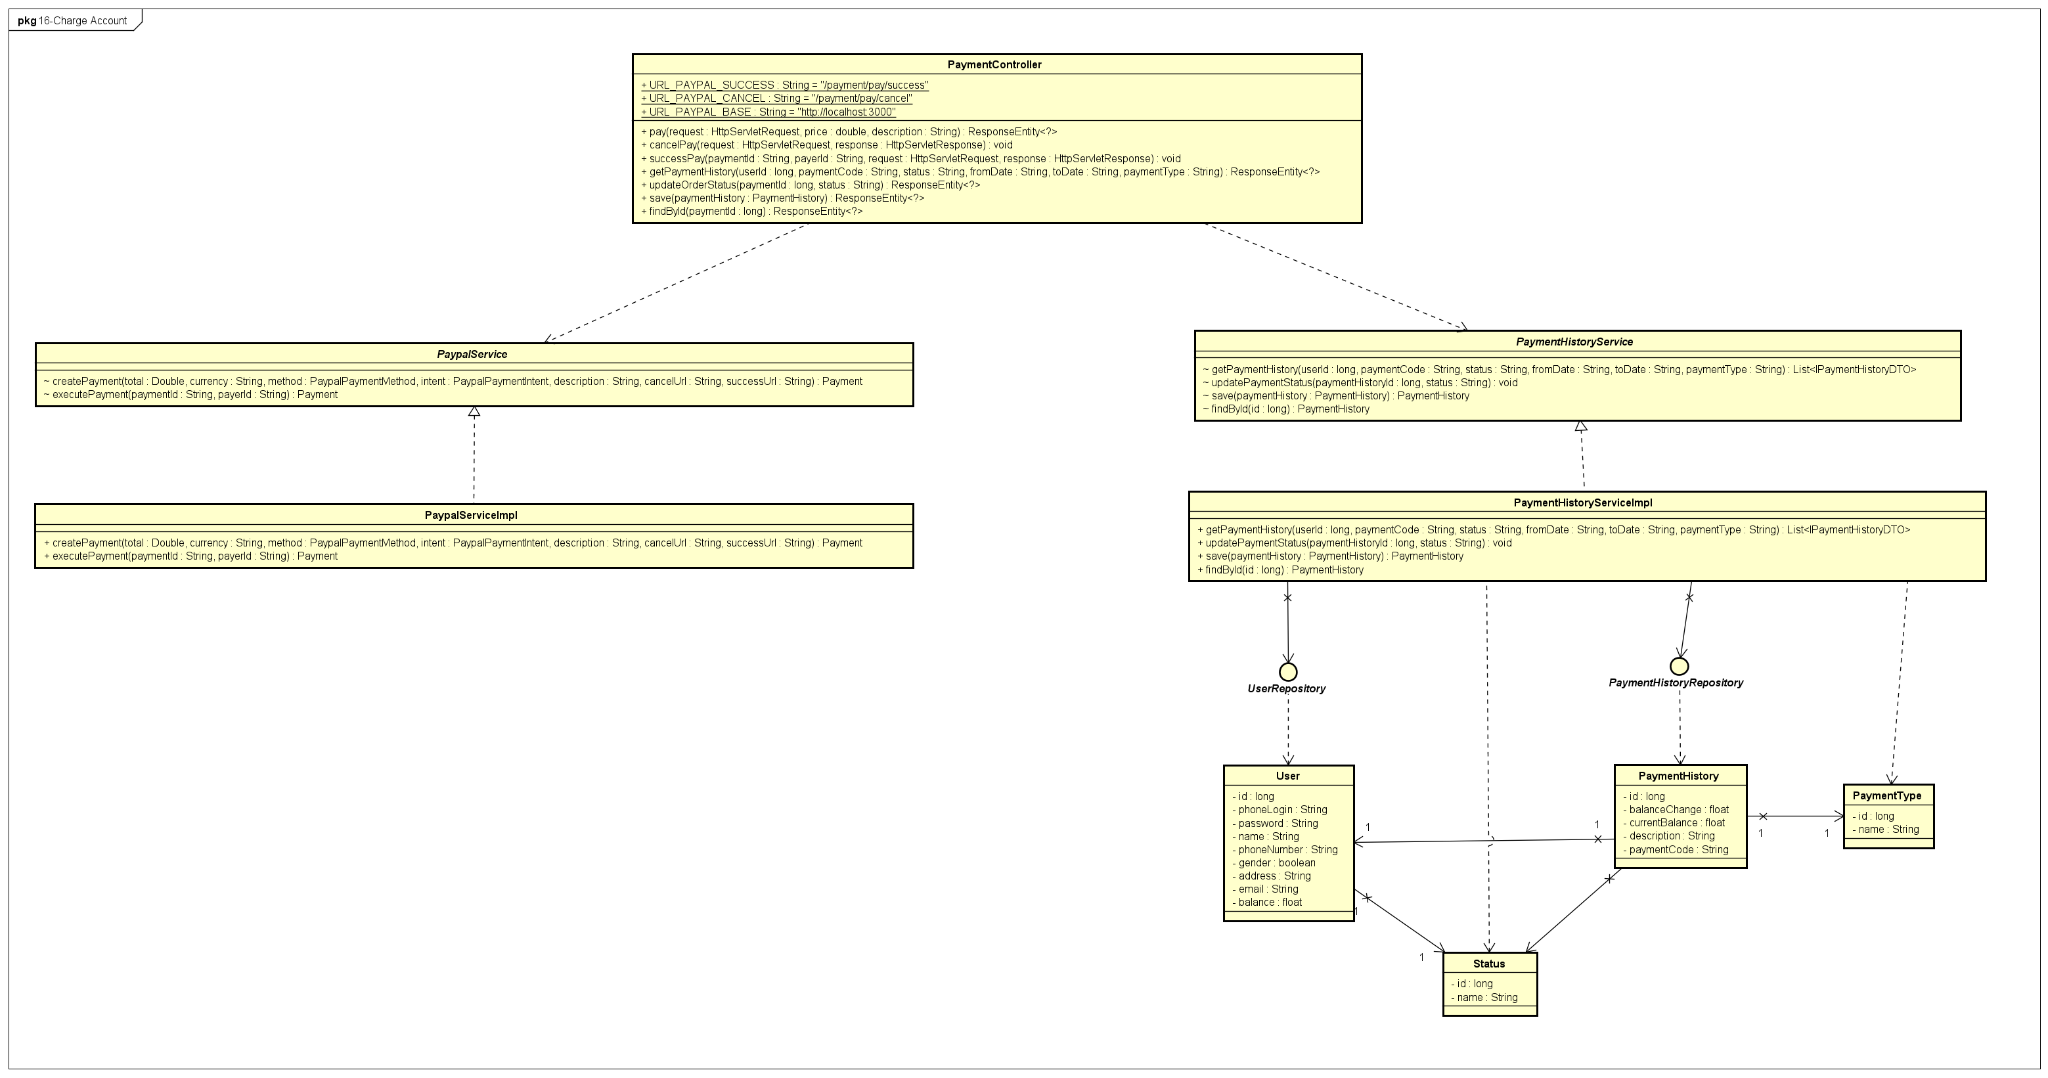 pkg 16-Charge Account
PaymentController
+ URL_PAYPAL_SUCCESS : String = "/payment/pay/success"
+ URL_PAYPAL_CANCEL : String = "/payment/pay/cancel"
+ URL_PAYPAL_BASE : String = "http://localhost:3000"
+ pay(request : HttpServletRequest, price : double, description : String) : ResponseEntity<?>
+ cancelPay(request : HttpServletRequest, response : HttpServletResponse) : void
+ successPay(paymentId : String, payerId : String, request : HttpServletRequest, response : HttpServletResponse) : void
+ getPaymentHistory(userId : long, paymentCode : String, status : String, fromDate : String, toDate : String, paymentType : String) : ResponseEntity<?>
+ updateOrderStatus(paymentId : long, status : String) : ResponseEntity<?>
+ save(paymentHistory : PaymentHistory) : ResponseEntity<?>
+ findById(paymentId : long) : ResponseEntity<?>
PaypalService
~ createPayment(total : Double, currency : String, method : PaypalPaymentMethod, intent : PaypalPaymentIntent, description : String, cancelUrl : String, successUrl : String) : Payment
~ executePayment(paymentId : String, payerId : String) : Payment
PaymentHistoryService
~ getPaymentHistory(userId : long, paymentCode : String, status : String, fromDate : String, toDate : String, paymentType : String) : List<IPaymentHistoryDTO>
~ updatePaymentStatus(paymentHistoryId : long, status : String) : void
~ save(paymentHistory : PaymentHistory) : PaymentHistory
~ findById(id : long) : PaymentHistory
PaypalServiceImpl
+ createPayment(total : Double, currency : String, method : PaypalPaymentMethod, intent : PaypalPaymentIntent, description : String, cancelUrl : String, successUrl : String) : Payment
+ executePayment(paymentId : String, payerId : String) : Payment
PaymentHistoryServiceImpl
+ getPaymentHistory(userId : long, paymentCode : String, status : String, fromDate : String, toDate : String, paymentType : String) : List<IPaymentHistoryDTO>
+ updatePaymentStatus(paymentHistoryId : long, status : String) : void
+ save(paymentHistory : PaymentHistory) : PaymentHistory
+ findById(id : long) : PaymentHistory
UserRepository
PaymentHistoryRepository
User
- id : long
- phoneLogin : String
- password : String
- name : String
- phoneNumber : String
- gender : boolean
- address : String
- email : String
- balance : float
1
1
PaymentHistory
- id : long
- balanceChange : float
- currentBalance : float
- description : String
- paymentCode : String
1
1
PaymentType
- id : long
- name : String
1
1
Status
- id : long
- name : String